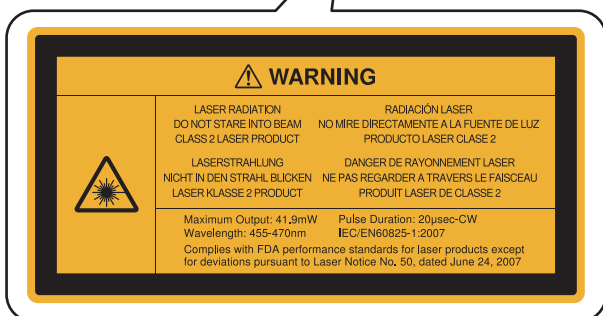 WARNING
LASER RADIATION
DO NOT STARE INTO BEAM
CLASS 2 LASER PRODUCT
RADIACIÓN LASER
NO MIRE DIRECTAMENTE A LA FUENTE DE LUZ
PRODUCTO LASER CLASE 2
LASERSTRAHLUNG
NICHT IN DEN STRAHL BLICKEN
LASER KLASSE 2 PRODUCT
DANGER DE RAYONNEMENT LASER
NE PAS REGARDER A TRAVERS LE FAISCEAU
PRODUIT LASER DE CLASSE 2
Maximum Output: 41.9mW
Wavelength: 455-470nm
Pulse Duration: 20µsec-CW
IEC/EN60825-1:2007
Complies with FDA performance standards for laser products except
for deviations pursuant to Laser Notice No. 50, dated June 24, 2007